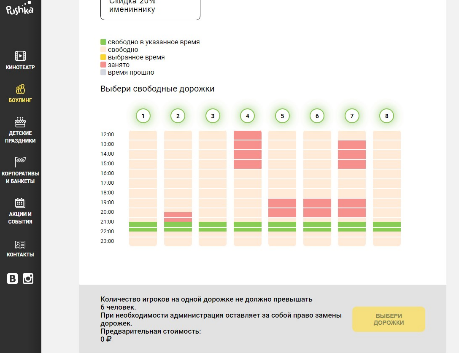 Pushka
Скидка 20%
имениннику
КИНОТЕАТР
БОУЛИНГ
ДЕТСКИЕ
ПРАЗДНИКИ
КОРПОРАТИВЫ
И БАНКЕТЫ
АКЦИИ И
СОБЫТИЯ
КОНТАКТЫ
свободно в указанное время
свободно
выбранное время
занято
время прошло
Выбери свободные дорожки
1 2 3 4 5 6 7 8
12:00
13:00
14:00
15:00
16:00
17:00
18:00
19:00
20:00
21:00
22:00
23:00
Количество игроков на одной дорожке не должно превышать
6 человек.
При необходимости администрация оставляет за собой право замены
дорожек.
Предварительная стоимость:
0 ₽
ВЫБЕРИ
ДОРОЖКИ